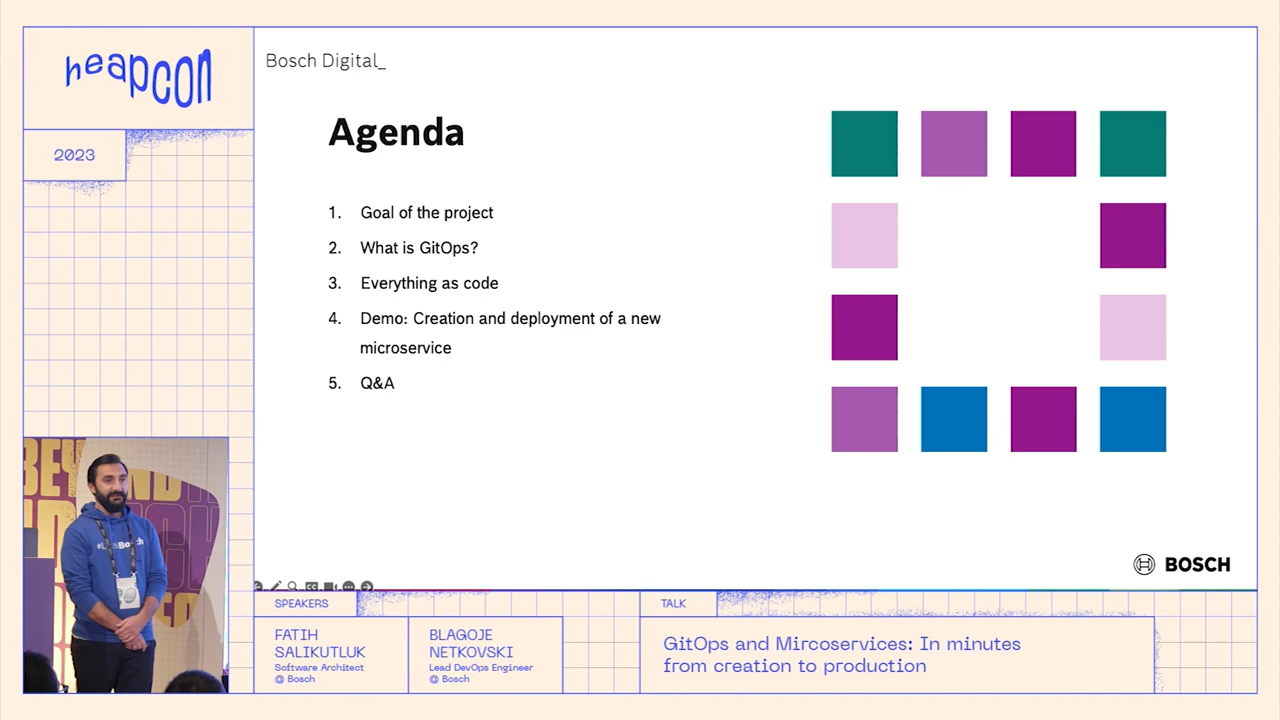 heapcon
2023
Bosch Digital_
Agenda
1. Goal of the project
2. What is GitOps?
3. Everything as code
4. Demo: Creation and deployment of a new
microservice
5. Q&A
BOSCH
SPEAKERS
FATIH
SALIKUTLUK
Software Architect
@ Bosch
BLAGOJE
NETKOVSKI
Lead DevOps Engineer
@ Bosch
TALK
GitOps and Mircoservices: In minutes
from creation to production